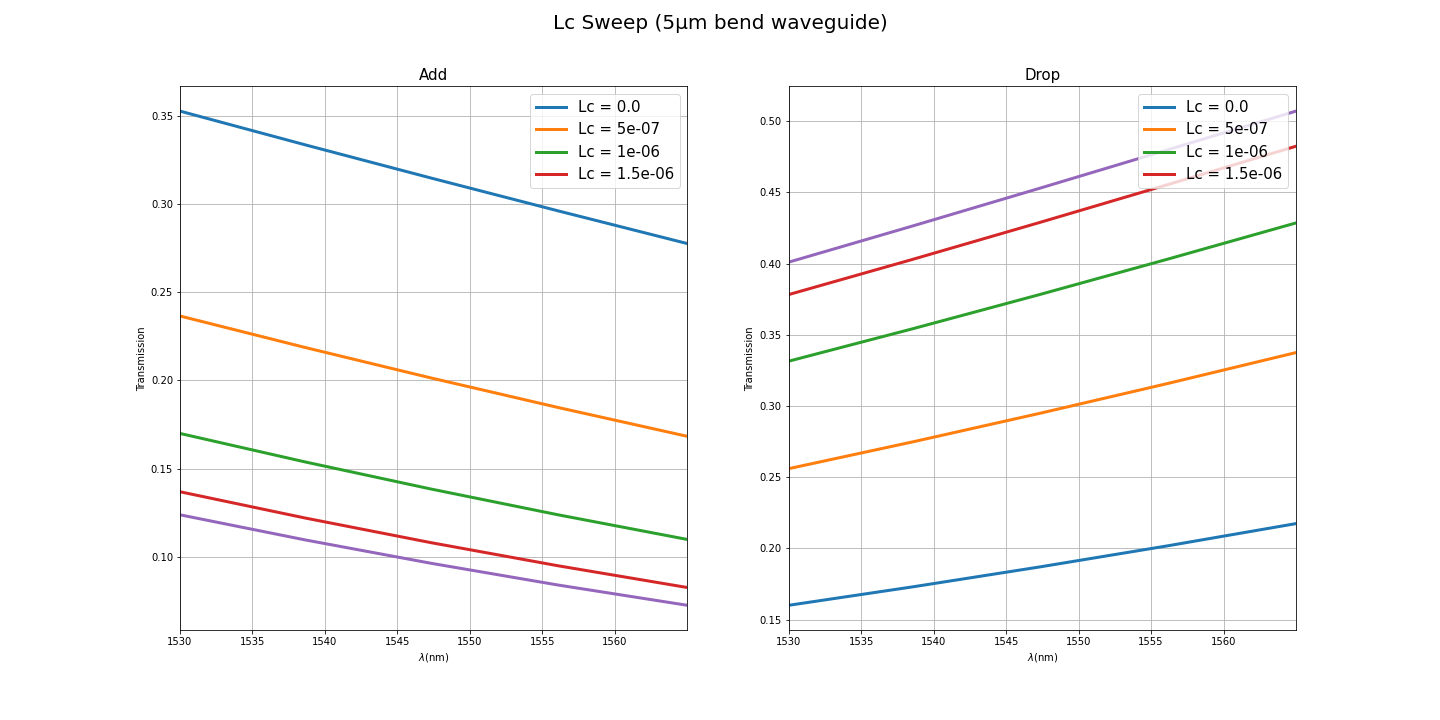 Lc Sweep (5μm bend waveguide)
Add
Lc = 0.0
Lc = 5e-07
Lc = 1e-06
Lc = 1.5e-06
0.35
0.30
0.25
0.20
0.15
0.10
Transmission
1530 1535 1540 1545 1550 1555 1560
λ(nm)
Drop
Lc = 0.0
Lc = 5e-07
Lc = 1e-06
Lc = 1.5e-06
0.50
0.45
0.40
0.35
0.30
0.25
0.20
0.15
Transmission
1530 1535 1540 1545 1550 1555 1560
λ(nm)